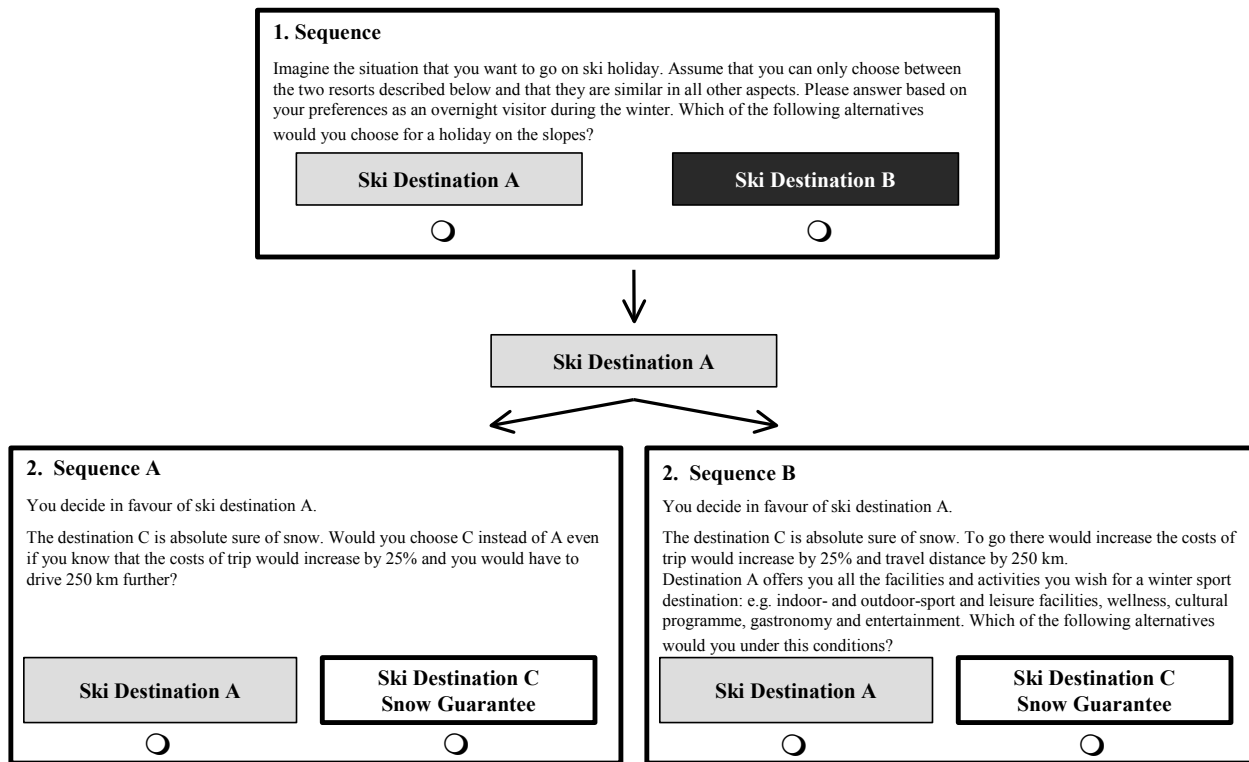 1. Sequence
Imagine the situation that you want to go on ski holiday. Assume that you can only choose between
the two resorts described below and that they are similar in all other aspects. Please answer based on
your preferences as an overnight visitor during the winter. Which of the following alternatives
would you choose for a holiday on the slopes?
Ski Destination A
Ski Destination B
Ski Destination A
2. Sequence A
You decide in favour of ski destination A.
The destination C is absolute sure of snow. Would you choose C instead of A even
if you know that the costs of trip would increase by 25% and you would have to
drive 250 km further?
Ski Destination A
Ski Destination C
Snow Guarantee
2. Sequence B
You decide in favour of ski destination A.
The destination C is absolute sure of snow. To go there would increase the costs of
trip would increase by 25% and travel distance by 250 km.
Destination A offers you all the facilities and activities you wish for a winter sport
destination: e.g. indoor- and outdoor-sport and leisure facilities, wellness, cultural
programme, gastronomy and entertainment. Which of the following alternatives
would you under this conditions?
Ski Destination A
Ski Destination C
Snow Guarantee